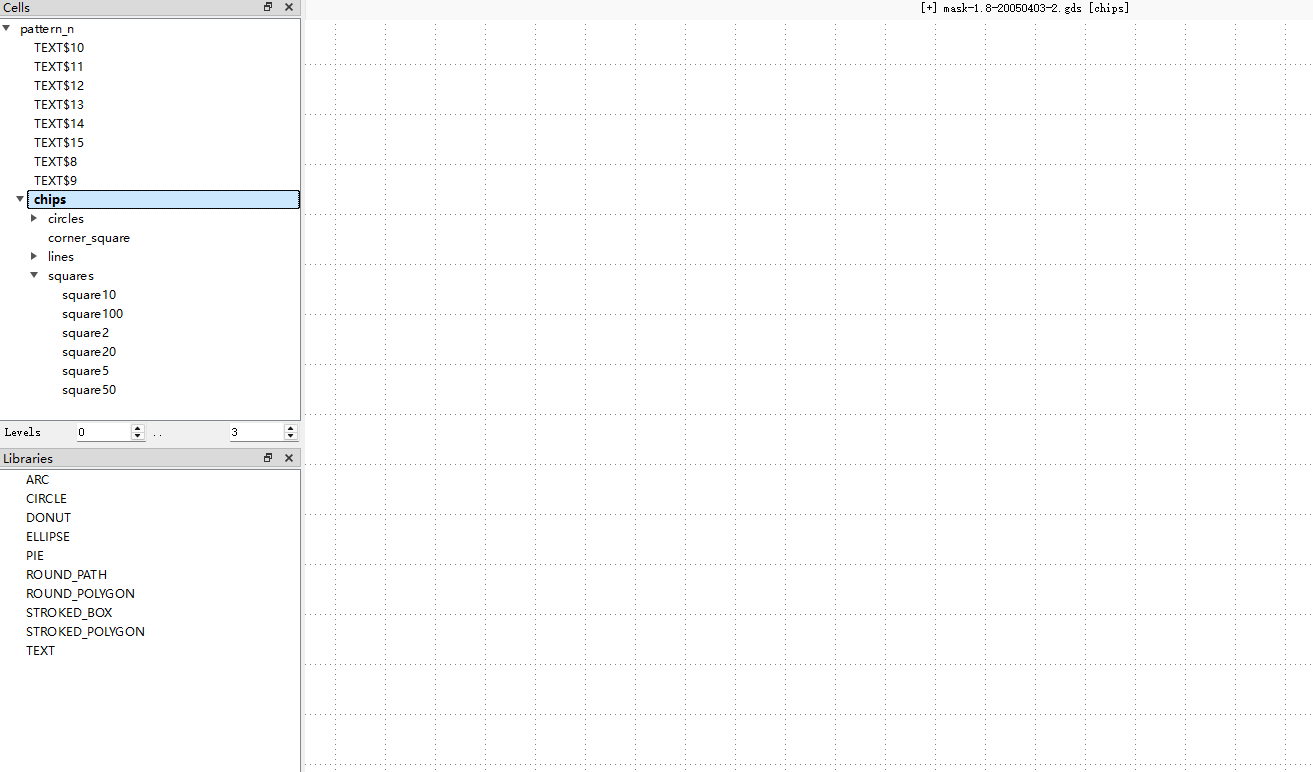 Cells
[+] mask-1.8-20050403-2.gds [chips]
pattern_n
TEXT$10
TEXT$11
TEXT$12
TEXT$13
TEXT$14
TEXT$15
TEXT$8
TEXT$9
chips
circles
corner_square
lines
squares
square10
square100
square2
square20
square5
square50
Levels 0 .. 3
Libraries
ARC
CIRCLE
DONUT
ELLIPSE
PIE
ROUND_PATH
ROUND_POLYGON
STROKED_BOX
STROKED_POLYGON
TEXT